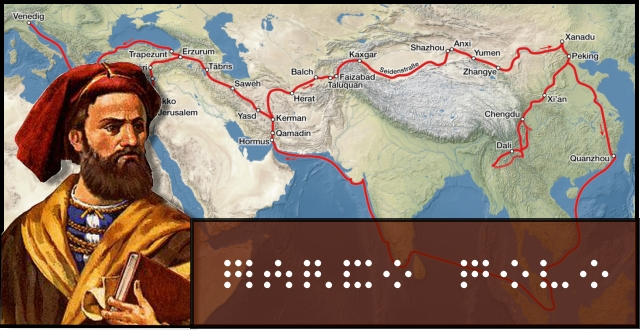 Venedig
Xanadu
Trapezunt Erzurum
Shazhou Anxi
Yumen
Peking
Kaxgar
Täbris
Balch
Seidenstraße
Zhangye
Faizabad
Saweh
Taluquan
Herat
Xi'an
kko
Jerusalem
Yasd
Kerman
Chengdu
Qamadin
Hormus
Dali
Quanzhou
MARCO POLO